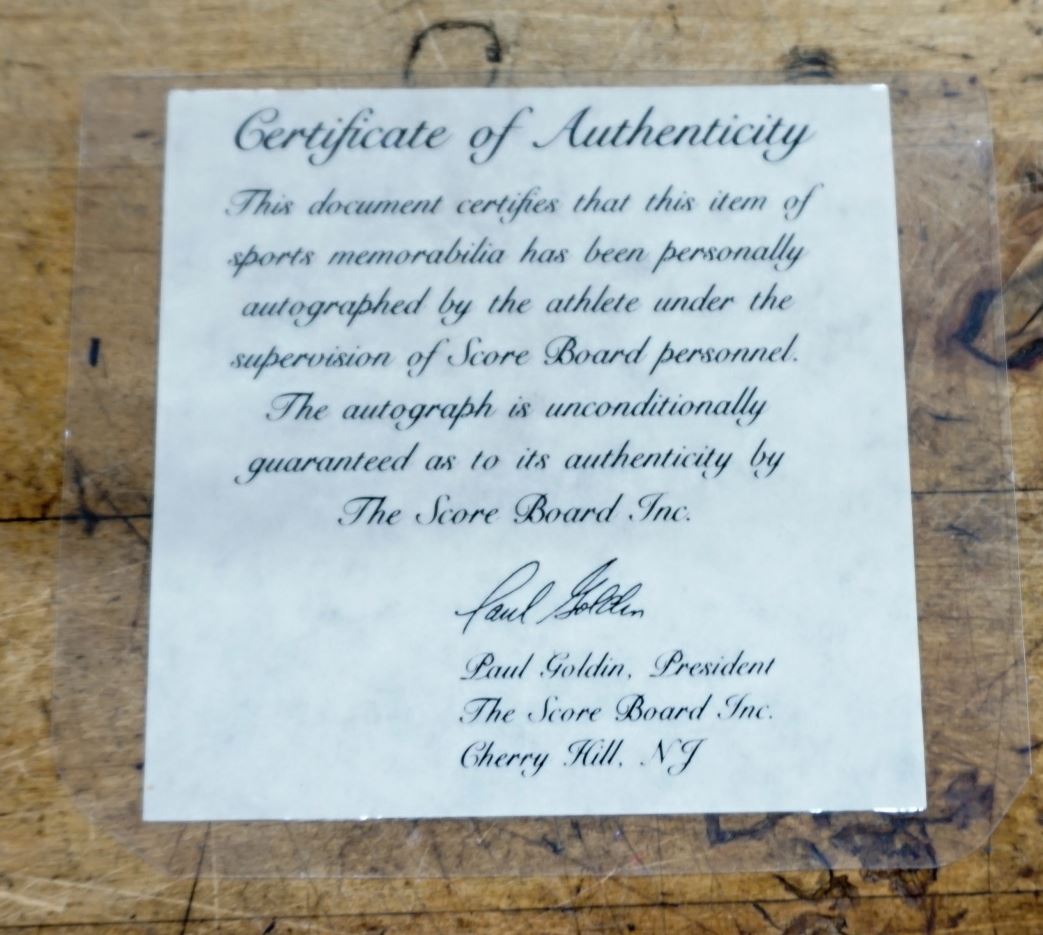 Certificate of Authenticity
This document certifies that this item of
sports memorabilia has been personally
autographed by the athlete under the
supervision of Score Board personnel.
The autograph is unconditionally
guaranteed as to its authenticity by
The Score Board Inc.
Paul Goldin
Paul Goldin, President
The Score Board Inc.
Cherry Hill, NJ